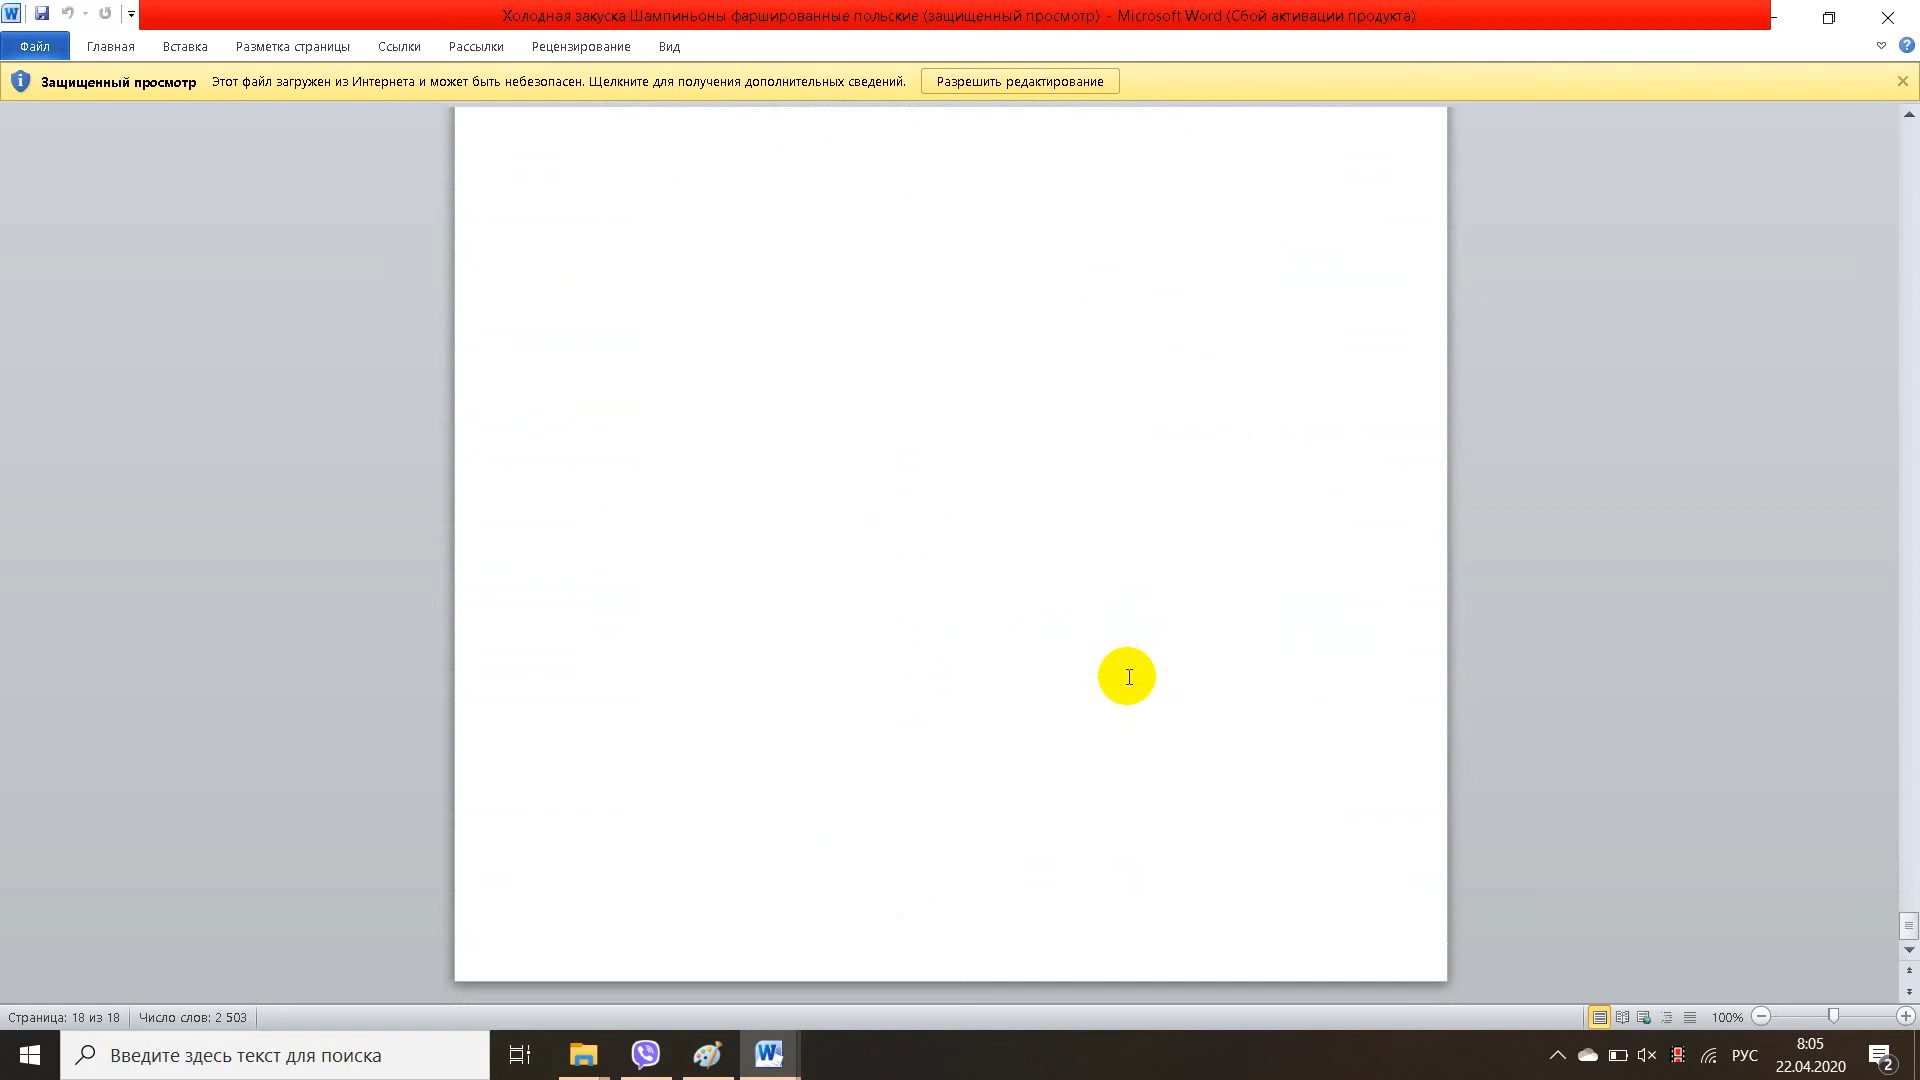 Холодная закуска Шампиньоны фаршированные польские (защищенный просмотр) - Microsoft Word (Сбой активации продукта)
Файл Главная Вставка Разметка страницы Ссылки Рассылки Рецензирование Вид
Защищенный просмотр Этот файл загружен из Интернета и может быть небезопасен. Щелкните для получения дополнительных сведений. Разрешить редактирование
Страница: 18 из 18 Число слов: 2 503 100%
Введите здесь текст для поиска
РУС
8:05
22.04.2020
2